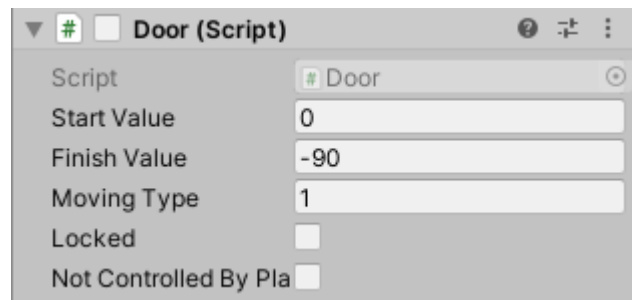 # Door (Script)
Script # Door
Start Value 0
Finish Value -90
Moving Type 1
Locked
Not Controlled By Pla